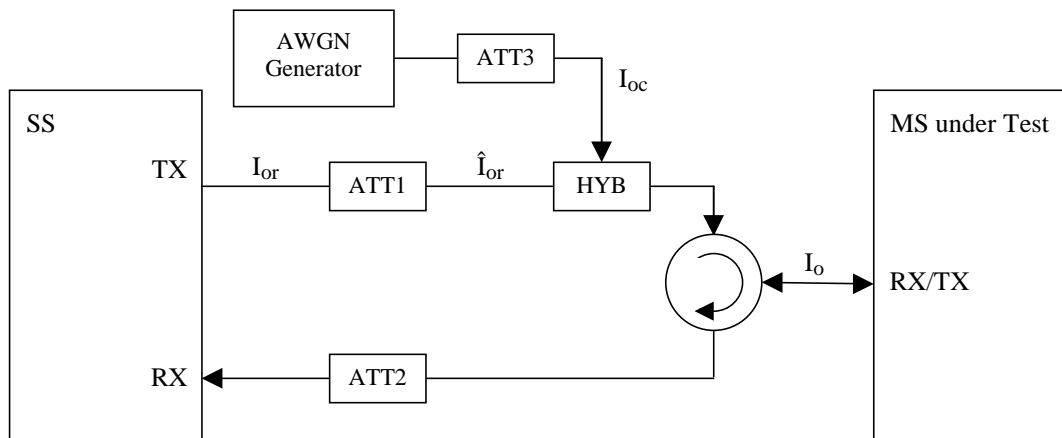 AWGN
Generator
ATT3
I_oc
SS
MS under Test
TX
I_or
ATT1
Î_or
HYB
I_o
RX/TX
RX
ATT2